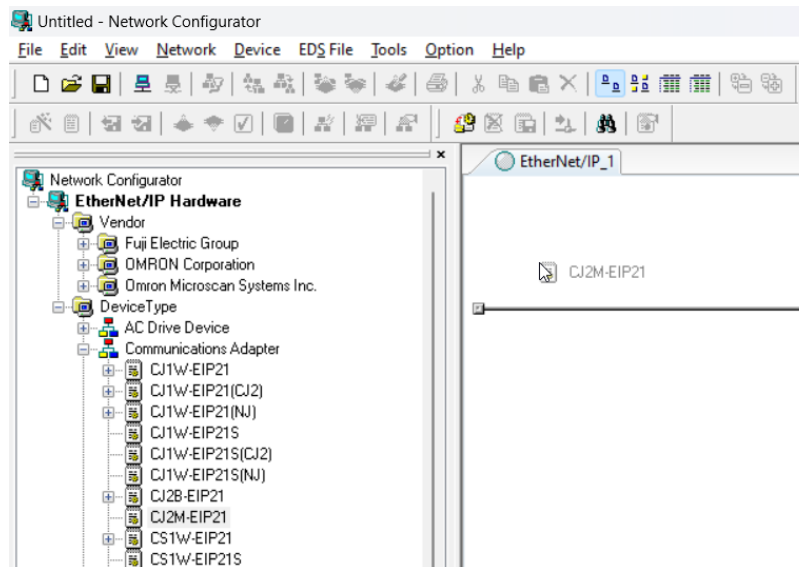 Untitled - Network Configurator
File Edit View Network Device EDS File Tools Option Help
EtherNet/IP_1
Network Configurator
EtherNet/IP Hardware
Vendor
Fuji Electric Group
OMRON Corporation
Omron Microscan Systems Inc.
DeviceType
AC Drive Device
Communications Adapter
CJ1W-EIP21
CJ1W-EIP21(CJ2)
CJ1W-EIP21(NJ)
CJ1W-EIP21S
CJ1W-EIP21S(CJ2)
CJ1W-EIP21S(NJ)
CJ2B-EIP21
CJ2M-EIP21
CS1W-EIP21
CS1W-EIP21S
CJ2M-EIP21